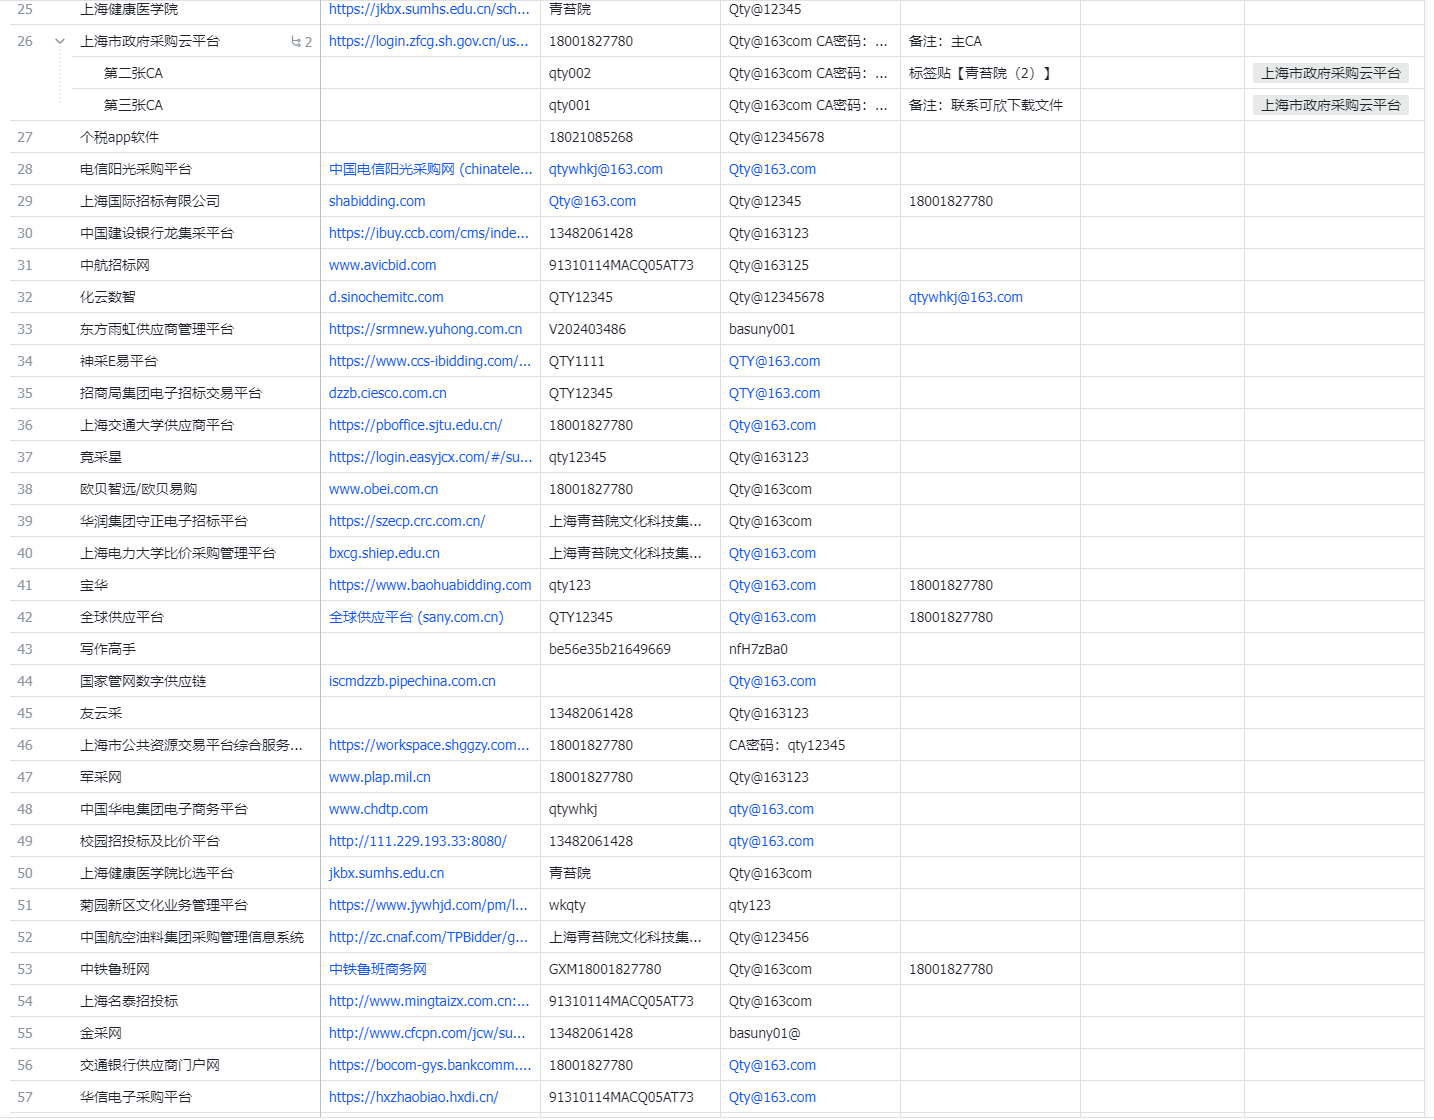 25 上海健康医学院 https://jkbx.sumhs.edu.cn/sch... 青苔院 Qty@12345
26 上海市政府采购云平台 2 https://login.zfcg.sh.gov.cn/us... 18001827780 Qty@163com CA密码：... 备注：主CA
第二张CA qty002 Qty@163com CA密码：... 标签贴【青苔院（2）】 上海市政府采购云平台
第三张CA qty001 Qty@163com CA密码：... 备注：联系可欣下载文件 上海市政府采购云平台
27 个税app软件 18021085268 Qty@12345678
28 电信阳光采购平台 中国电信阳光采购网 (chinatele... qtywhkj@163.com Qty@163.com
29 上海国际招标有限公司 shabidding.com Qty@163.com Qty@12345 18001827780
30 中国建设银行龙集采平台 https://ibuy.ccb.com/cms/inde... 13482061428 Qty@163123
31 中航招标网 www.avicbid.com 91310114MACQ05AT73 Qty@163125
32 化云数智 d.sinochemitc.com QTY12345 Qty@12345678 qtywhkj@163.com
33 东方雨虹供应商管理平台 https://srmnew.yuhong.com.cn V202403486 basuny001
34 神采E易平台 https://www.ccs-ibidding.com/... QTY1111 QTY@163.com
35 招商局集团电子招标交易平台 dzzb.ciesco.com.cn QTY12345 QTY@163.com
36 上海交通大学供应商平台 https://pboffice.sjtu.edu.cn/ 18001827780 Qty@163.com
37 竞采星 https://login.easyjcx.com/#/su... qty12345 Qty@163123
38 欧贝智远/欧贝易购 www.obei.com.cn 18001827780 Qty@163com
39 华润集团守正电子招标平台 https://szecp.crc.com.cn/ 上海青苔院文化科技集... Qty@163com
40 上海电力大学比价采购管理平台 bxcg.shiep.edu.cn 上海青苔院文化科技集... Qty@163.com
41 宝华 https://www.baohuabidding.com qty123 Qty@163.com 18001827780
42 全球供应平台 全球供应平台 (sany.com.cn) QTY12345 Qty@163.com 18001827780
43 写作高手 be56e35b21649669 nfH7zBa0
44 国家管网数字供应链 iscmdzzb.pipechina.com.cn Qty@163.com
45 友云采 13482061428 Qty@163123
46 上海市公共资源交易平台综合服务... https://workspace.shggzy.com... 18001827780 CA密码：qty12345
47 军采网 www.plap.mil.cn 18001827780 Qty@163123
48 中国华电集团电子商务平台 www.chdtp.com qtywhkj qty@163.com
49 校园招投标及比价平台 http://111.229.193.33:8080/ 13482061428 qty@163.com
50 上海健康医学院比选平台 jkbx.sumhs.edu.cn 青苔院 Qty@163com
51 菊园新区文化业务管理平台 https://www.jywhjd.com/pm/l... wkqty qty123
52 中国航空油料集团采购管理信息系统 http://zc.cnaf.com/TPBidder/g... 上海青苔院文化科技集... Qty@123456
53 中铁鲁班网 中铁鲁班商务网 GXM18001827780 Qty@163com 18001827780
54 上海名泰招投标 http://www.mingtaizx.com.cn:... 91310114MACQ05AT73 Qty@163com
55 金采网 http://www.cfcpn.com/jcw/su... 13482061428 basuny01@
56 交通银行供应商门户网 https://bocom-gys.bankcomm.... 18001827780 Qty@163.com
57 华信电子采购平台 https://hxzhaobiao.hxdi.cn/ 91310114MACQ05AT73 Qty@163.com